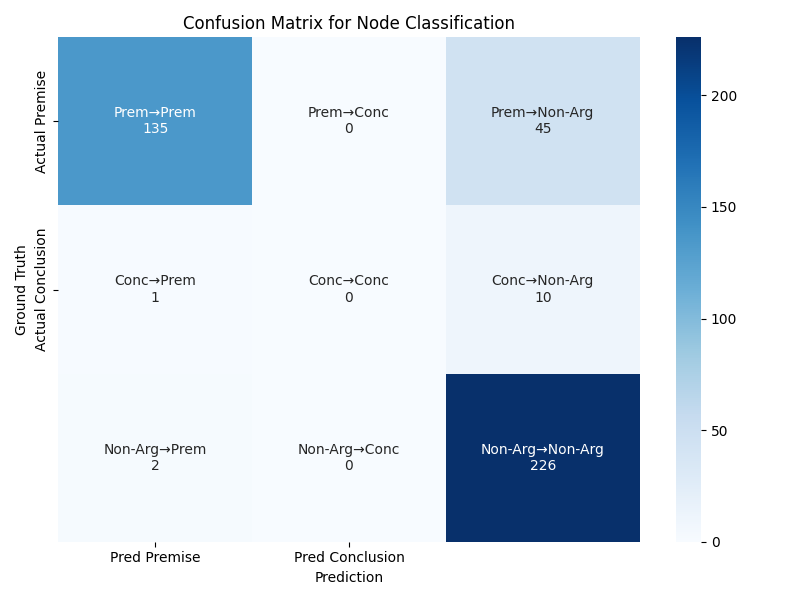 Confusion Matrix for Node Classification
Actual Premise
Prem→Prem
135
Prem→Conc
0
Prem→Non-Arg
45
Ground Truth
Actual Conclusion
Conc→Prem
1
Conc→Conc
0
Conc→Non-Arg
10
Non-Arg→Prem
2
Non-Arg→Conc
0
Non-Arg→Non-Arg
226
Pred Premise
Pred Conclusion
Prediction
200
150
100
50
0